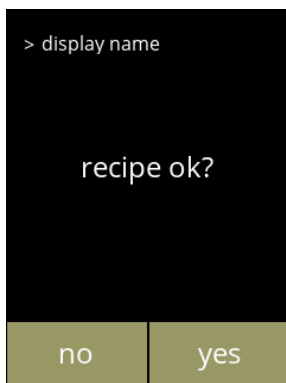 > display name
recipe ok?
no
yes